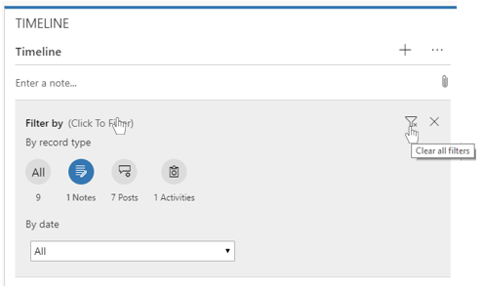 TIMELINE
Timeline
Enter a note...
Filter by (Click To Filter)
By record type
Clear all filters
All
9 1 Notes 7 Posts 1 Activities
By date
All